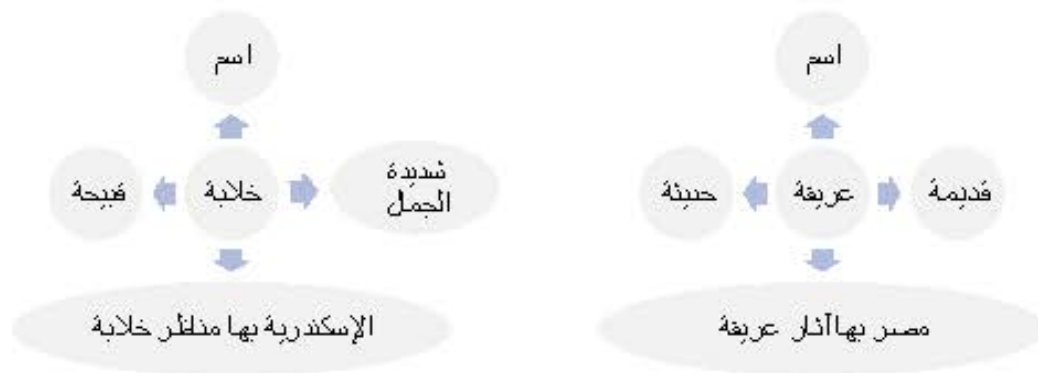 اسم
شديدة
الجمال
خلابة
قبيحة
الإسكندرية بها مناظر خلابة
اسم
قديمة
عريقة
حديثة
مصر بها آثار عريقة